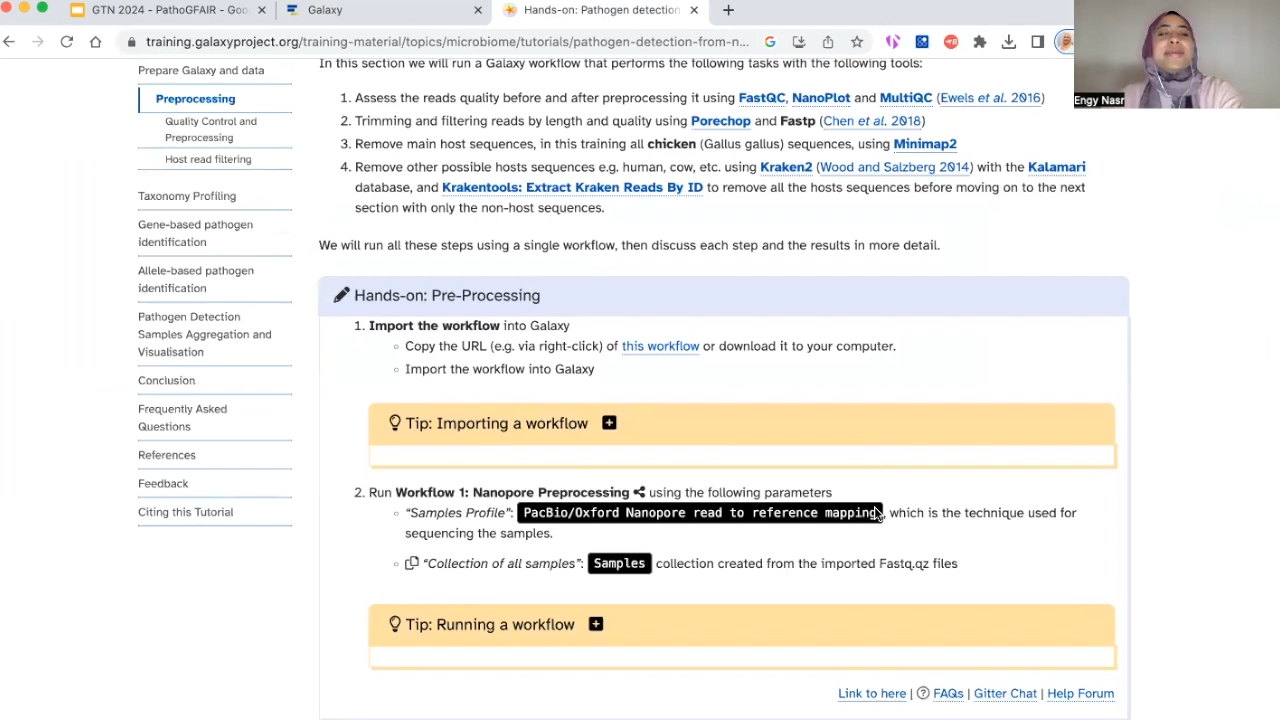 GTN 2024 - PathoGFAIR - Goo
Galaxy
Hands-on: Pathogen detection
training.galaxyproject.org/training-material/topics/microbiome/tutorials/pathogen-detection-from-n...
Engy Nasr
Prepare Galaxy and data
Preprocessing
Quality Control and
Preprocessing
Host read filtering
Taxonomy Profiling
Gene-based pathogen
identification
Allele-based pathogen
identification
Pathogen Detection
Samples Aggregation and
Visualisation
Conclusion
Frequently Asked
Questions
References
Feedback
Citing this Tutorial
In this section we will run a Galaxy workflow that performs the following tasks with the following tools:
1. Assess the reads quality before and after preprocessing it using FastQC, NanoPlot and MultiQC (Ewels et al. 2016)
2. Trimming and filtering reads by length and quality using Porechop and Fastp (Chen et al. 2018)
3. Remove main host sequences, in this training all chicken (Gallus gallus) sequences, using Minimap2
4. Remove other possible hosts sequences e.g. human, cow, etc. using Kraken2 (Wood and Salzberg 2014) with the Kalamari
database, and Krakentools: Extract Kraken Reads By ID to remove all the hosts sequences before moving on to the next
section with only the non-host sequences.
We will run all these steps using a single workflow, then discuss each step and the results in more detail.
Hands-on: Pre-Processing
1. Import the workflow into Galaxy
Copy the URL (e.g. via right-click) of this workflow or download it to your computer.
Import the workflow into Galaxy
Tip: Importing a workflow
2. Run Workflow 1: Nanopore Preprocessing using the following parameters
“Samples Profile”: PacBio/Oxford Nanopore read to reference mapping, which is the technique used for
sequencing the samples.
“Collection of all samples”: Samples collection created from the imported Fastq.qz files
Tip: Running a workflow
Link to here | FAQs | Gitter Chat | Help Forum